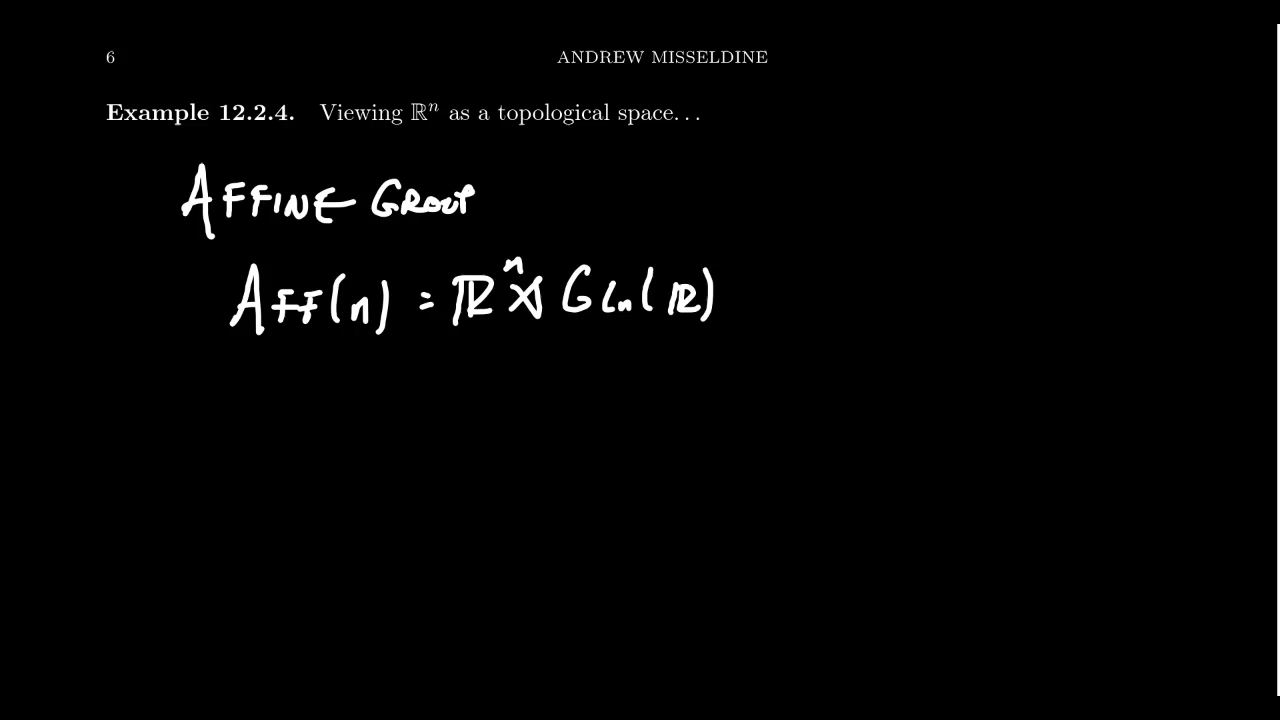 6 ANDREW MISSELDINE
Example 12.2.4. Viewing ℝⁿ as a topological space...
AFFINE GROUP
AFF(n) = ℝⁿ ⋊ GLn(ℝ)